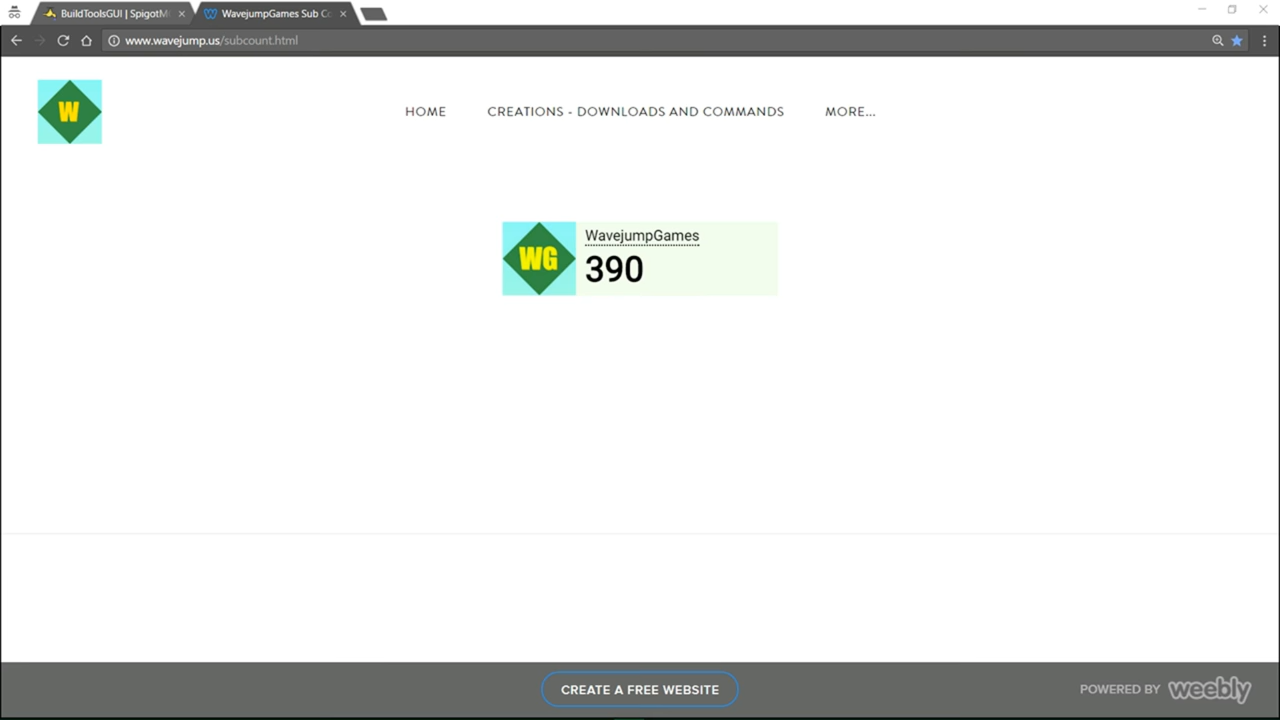 BuildToolsGUI | SpigotM
WavejumpGames Sub Co
www.wavejump.us/subcount.html
W
HOME
CREATIONS - DOWNLOADS AND COMMANDS
MORE...
WG
WavejumpGames
390
CREATE A FREE WEBSITE
POWERED BY weebly